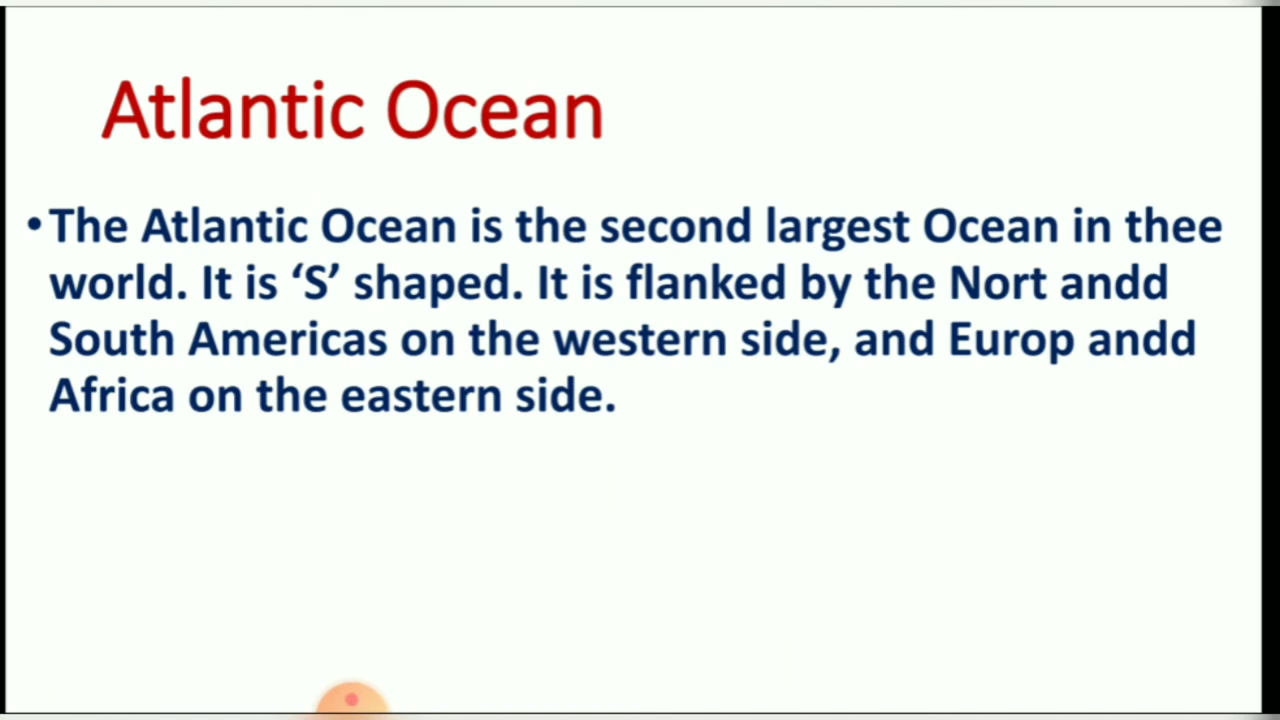 Atlantic Ocean
•The Atlantic Ocean is the second largest Ocean in thee
world. It is ‘S’ shaped. It is flanked by the Nort andd
South Americas on the western side, and Europ andd
Africa on the eastern side.